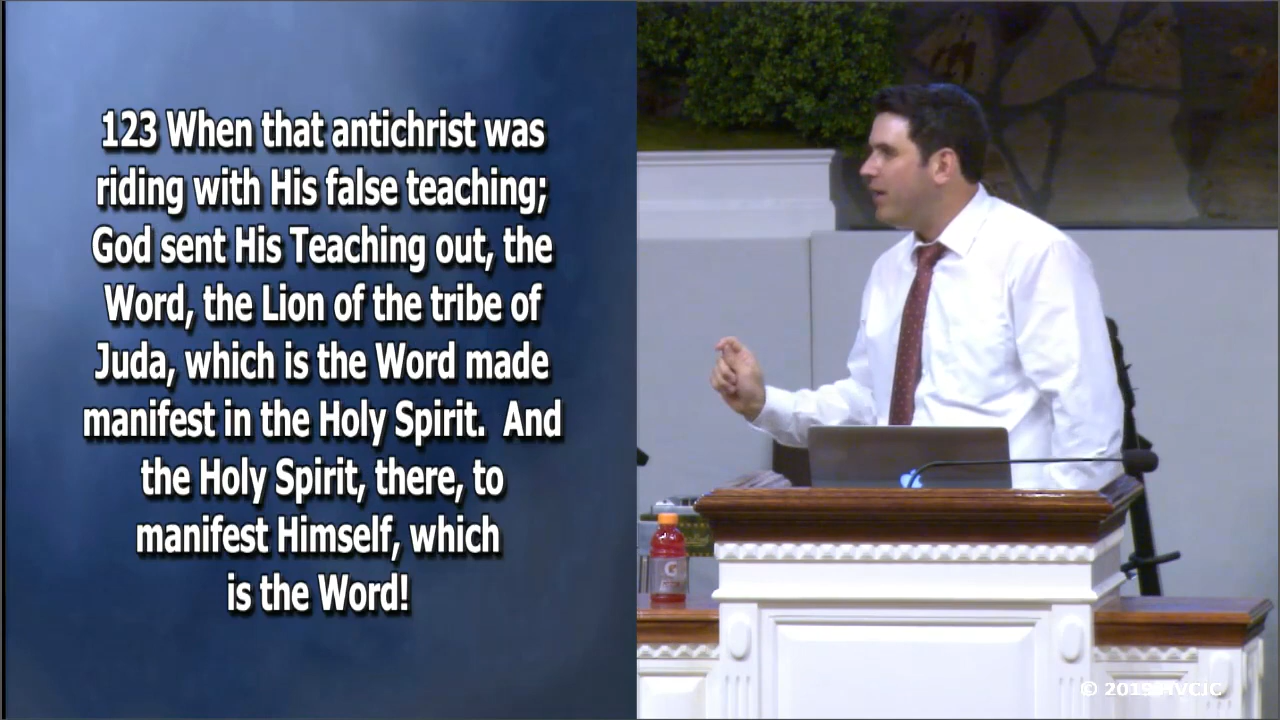 123 When that antichrist was
riding with His false teaching;
God sent His Teaching out, the
Word, the Lion of the tribe of
Juda, which is the Word made
manifest in the Holy Spirit.  And
the Holy Spirit, there, to
manifest Himself, which
is the Word!
G